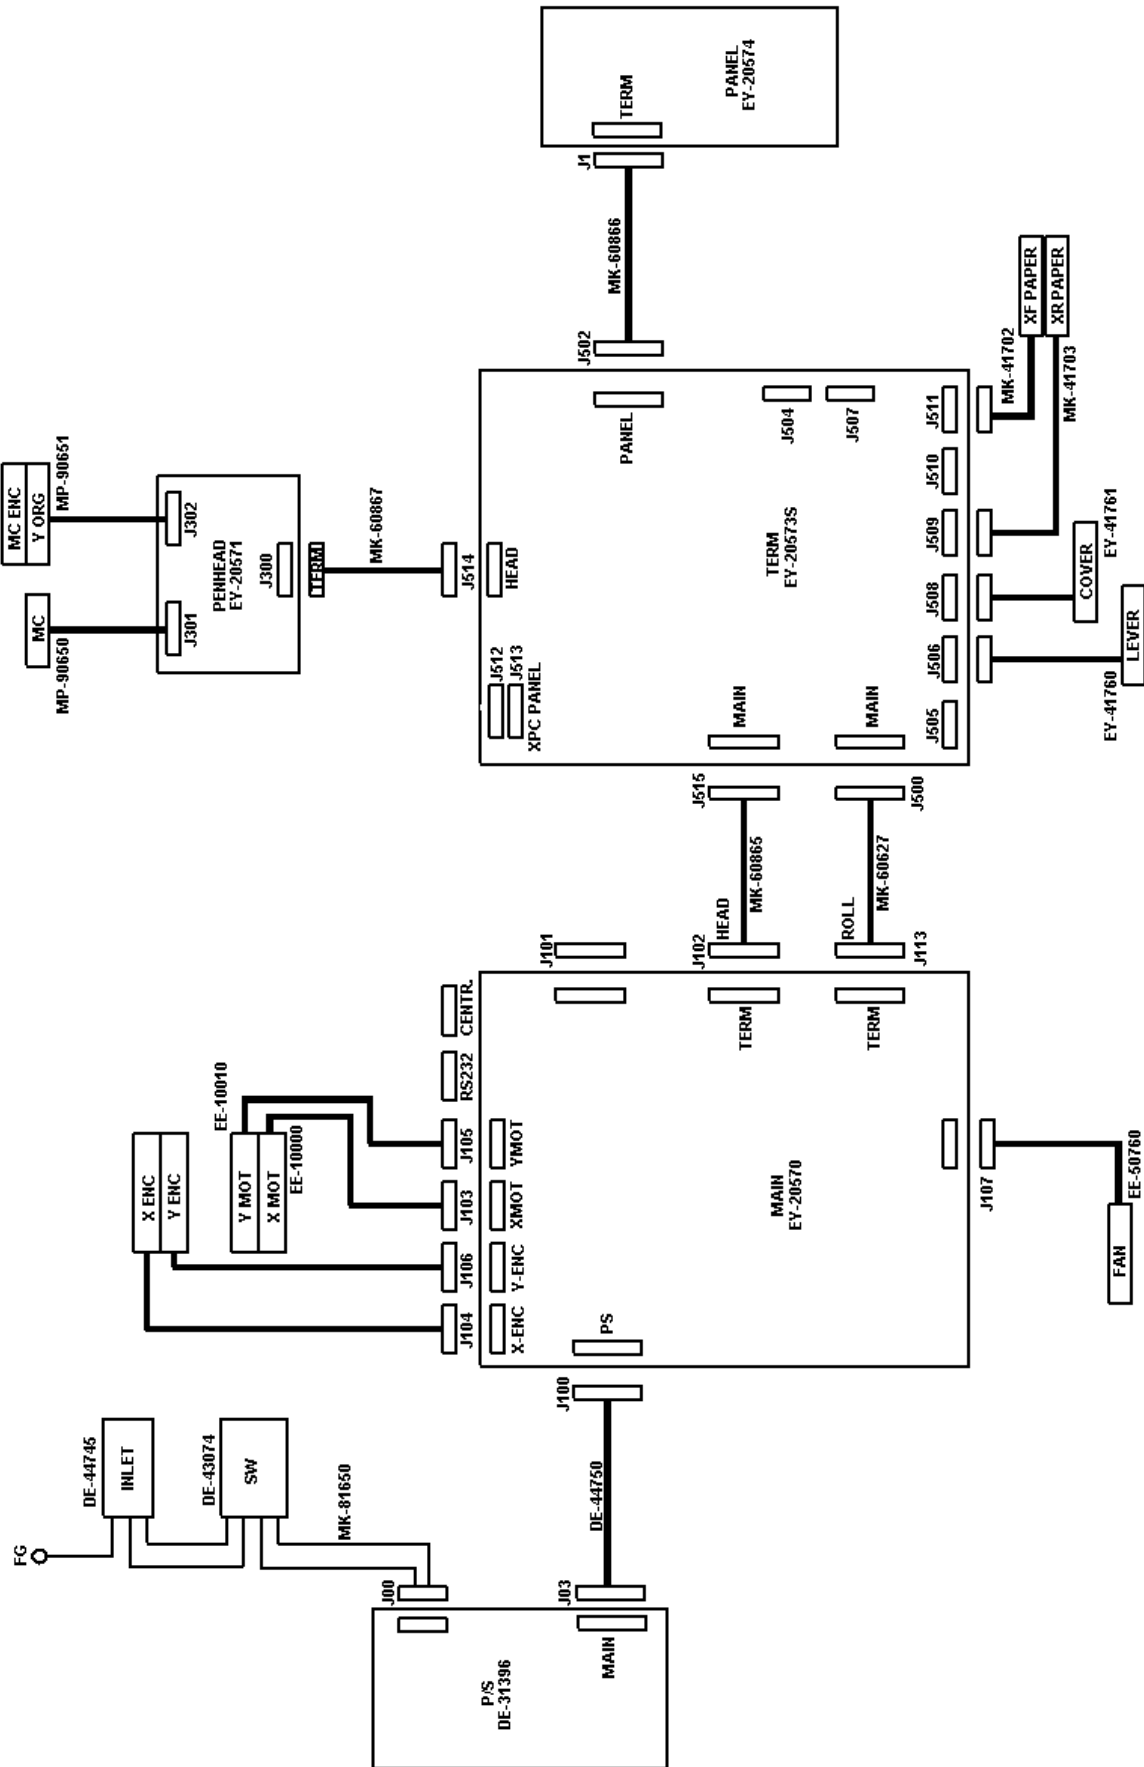 FG
DE-44745
INLET
DE-43074
SW
MK-81650
J00
P/S
DE-31396
MAIN
J03
DE-44750
J100
PS
X ENC
Y ENC
EE-10010
Y MOT
X MOT
EE-10000
J104
X-ENC
J106
Y-ENC
J103
XMOT
J105
YMOT
RS232
CENTR.
MAIN
EY-20570
J101
J102
HEAD
TERM
ROLL
J113
TERM
J107
FAN
EE-50760
MK-60865
MK-60627
J515
J500
MAIN
MAIN
MC
MP-90650
MC ENC
Y ORG
MP-90651
J301
J302
PENHEAD
EY-20571
J300
TERM
MK-60867
J514
HEAD
J512
J513
XPC PANEL
TERM
EY-20573S
PANEL
J504
J507
J505
J506
J508
J509
J510
J511
EY-41760
LEVER
COVER
EY-41761
MK-41702
MK-41703
XF PAPER
XR PAPER
J502
MK-60866
J1
TERM
PANEL
EY-20574